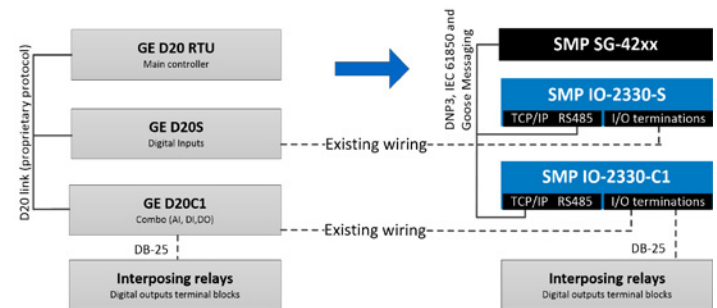 GE D20 RTU
Main controller
GE D20S
Digital Inputs
GE D20C1
Combo (AI, DI,DO)
DB-25
Interposing relays
Digital outputs terminal blocks
D20 link (proprietary protocol)
Existing wiring
Existing wiring
DNP3, IEC 61850 and
Goose Messaging
SMP SG-42xx
SMP IO-2330-S
TCP/IP RS485 I/O terminations
SMP IO-2330-C1
TCP/IP RS485 I/O terminations
DB-25
Interposing relays
Digital outputs terminal blocks